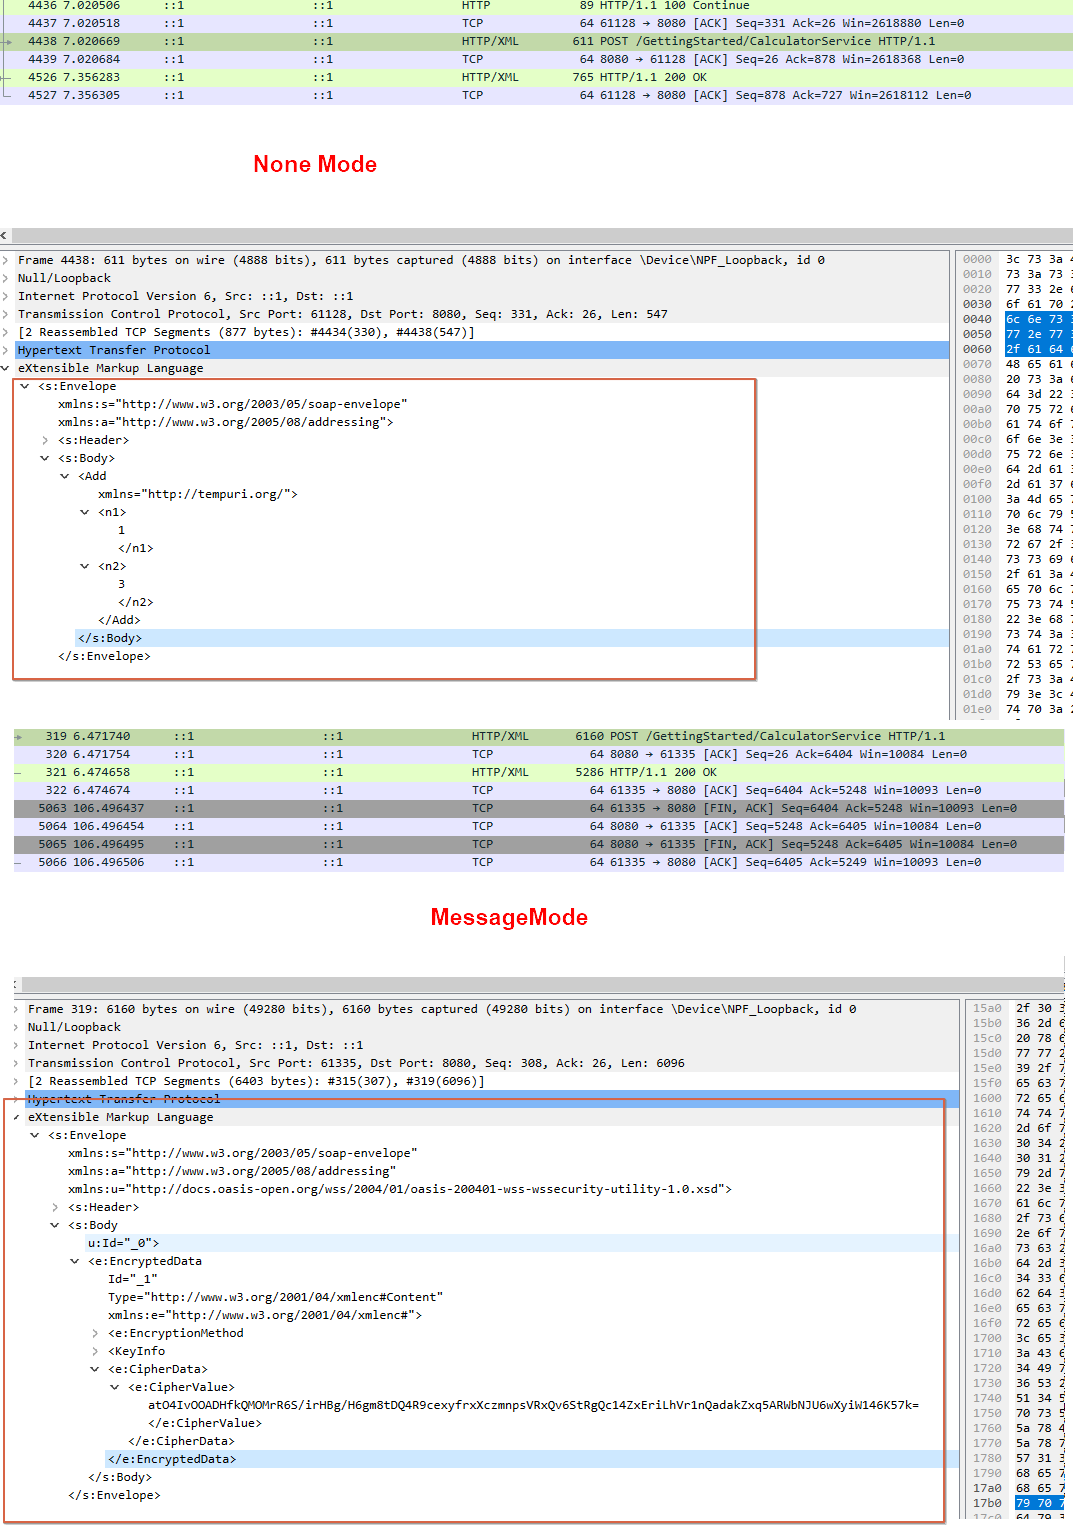 4436 7.020506 ::1 ::1 HTTP 89 HTTP/1.1 100 Continue
4437 7.020518 ::1 ::1 TCP 64 61128 → 8080 [ACK] Seq=331 Ack=26 Win=2618880 Len=0
4438 7.020669 ::1 ::1 HTTP/XML 611 POST /GettingStarted/CalculatorService HTTP/1.1
4439 7.020684 ::1 ::1 TCP 64 8080 → 61128 [ACK] Seq=26 Ack=878 Win=2618368 Len=0
4526 7.356283 ::1 ::1 HTTP/XML 765 HTTP/1.1 200 OK
4527 7.356305 ::1 ::1 TCP 64 61128 → 8080 [ACK] Seq=878 Ack=727 Win=2618112 Len=0
None Mode
Frame 4438: 611 bytes on wire (4888 bits), 611 bytes captured (4888 bits) on interface \Device\NPF_Loopback, id 0
Null/Loopback
Internet Protocol Version 6, Src: ::1, Dst: ::1
Transmission Control Protocol, Src Port: 61128, Dst Port: 8080, Seq: 331, Ack: 26, Len: 547
[2 Reassembled TCP Segments (877 bytes): #4434(330), #4438(547)]
Hypertext Transfer Protocol
eXtensible Markup Language
<s:Envelope
xmlns:s="http://www.w3.org/2003/05/soap-envelope"
xmlns:a="http://www.w3.org/2005/08/addressing">
<s:Header>
<s:Body>
<Add
xmlns="http://tempuri.org/">
<n1>
1
</n1>
<n2>
3
</n2>
</Add>
</s:Body>
</s:Envelope>
0000 3c 73 3a
0010 73 3a 73
0020 77 33 2e
0030 6f 61 70
0040 6c 6e 73
0050 77 2e 77
0060 2f 61 64
0070 48 65 61
0080 20 73 3a
0090 64 3d 22
00a0 70 75 72
00b0 61 74 6f
00c0 6f 6e 3e
00d0 75 72 6e
00e0 64 2d 61
00f0 2d 61 37
0100 3a 4d 65
0110 70 6c 79
0120 3e 68 74
0130 72 67 2f
0140 73 73 69
0150 2f 61 3a
0160 65 70 6c
0170 75 73 74
0180 22 3e 68
0190 73 74 3a
01a0 74 61 72
01b0 72 53 65
01c0 2f 73 3a
01d0 79 3e 3c
01e0 74 70 3a
319 6.471740 ::1 ::1 HTTP/XML 6160 POST /GettingStarted/CalculatorService HTTP/1.1
320 6.471754 ::1 ::1 TCP 64 8080 → 61335 [ACK] Seq=26 Ack=6404 Win=10084 Len=0
321 6.474658 ::1 ::1 HTTP/XML 5286 HTTP/1.1 200 OK
322 6.474674 ::1 ::1 TCP 64 61335 → 8080 [ACK] Seq=6404 Ack=5248 Win=10093 Len=0
5063 106.496437 ::1 ::1 TCP 64 61335 → 8080 [FIN, ACK] Seq=6404 Ack=5248 Win=10093 Len=0
5064 106.496454 ::1 ::1 TCP 64 8080 → 61335 [ACK] Seq=5248 Ack=6405 Win=10084 Len=0
5065 106.496495 ::1 ::1 TCP 64 8080 → 61335 [FIN, ACK] Seq=5248 Ack=6405 Win=10084 Len=0
5066 106.496506 ::1 ::1 TCP 64 61335 → 8080 [ACK] Seq=6405 Ack=5249 Win=10093 Len=0
MessageMode
Frame 319: 6160 bytes on wire (49280 bits), 6160 bytes captured (49280 bits) on interface \Device\NPF_Loopback, id 0
Null/Loopback
Internet Protocol Version 6, Src: ::1, Dst: ::1
Transmission Control Protocol, Src Port: 61335, Dst Port: 8080, Seq: 308, Ack: 26, Len: 6096
[2 Reassembled TCP Segments (6403 bytes): #315(307), #319(6096)]
Hypertext Transfer Protocol
eXtensible Markup Language
<s:Envelope
xmlns:s="http://www.w3.org/2003/05/soap-envelope"
xmlns:a="http://www.w3.org/2005/08/addressing"
xmlns:u="http://docs.oasis-open.org/wss/2004/01/oasis-200401-wss-wssecurity-utility-1.0.xsd">
<s:Header>
<s:Body
u:Id="_0">
<e:EncryptedData
Id="_1"
Type="http://www.w3.org/2001/04/xmlenc#Content"
xmlns:e="http://www.w3.org/2001/04/xmlenc#">
<e:EncryptionMethod
<KeyInfo
<e:CipherData>
<e:CipherValue>
atO4IvOOADHfkQMOMrR6S/irHBg/H6gm8tDQ4R9cexyfrxXczmnpsVRxQv6StRgQc14ZxEriLhVr1nQadakZxq5ARWbNJU6wXyiW146K57k=
</e:CipherValue>
</e:CipherData>
</e:EncryptedData>
</s:Body>
</s:Envelope>
15a0 2f 30
15b0 36 2d
15c0 20 78
15d0 77 77
15e0 39 2f
15f0 65 63
1600 72 65
1610 74 74
1620 2d 6f
1630 30 34
1640 30 31
1650 79 2d
1660 22 3e
1670 61 6c
1680 2f 73
1690 2e 6f
16a0 73 63
16b0 64 2d
16c0 34 33
16d0 62 64
16e0 65 63
16f0 72 65
1700 3c 65
1710 3a 43
1720 34 49
1730 36 53
1740 51 34
1750 70 73
1760 5a 78
1770 5a 78
1780 57 31
1790 68 65
17a0 68 65
17b0 79 70
17c0 64 79